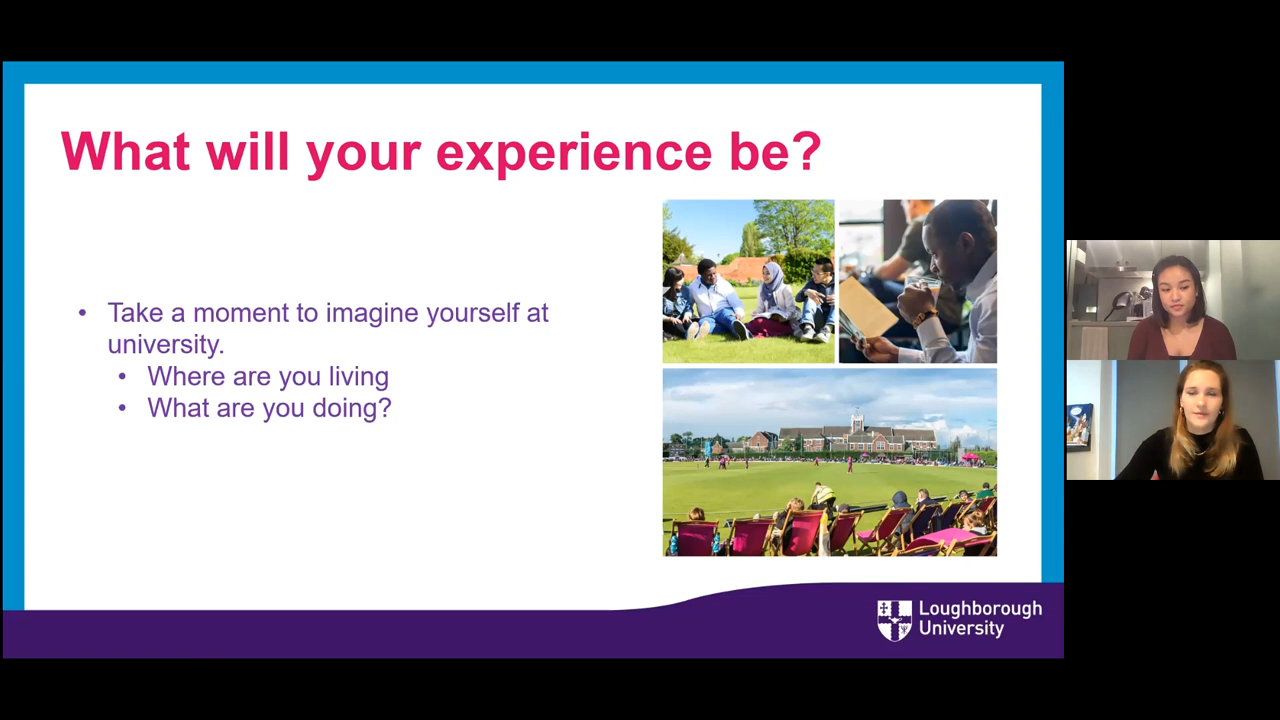 What will your experience be?
• Take a moment to imagine yourself at
university.
• Where are you living
• What are you doing?
Loughborough
University